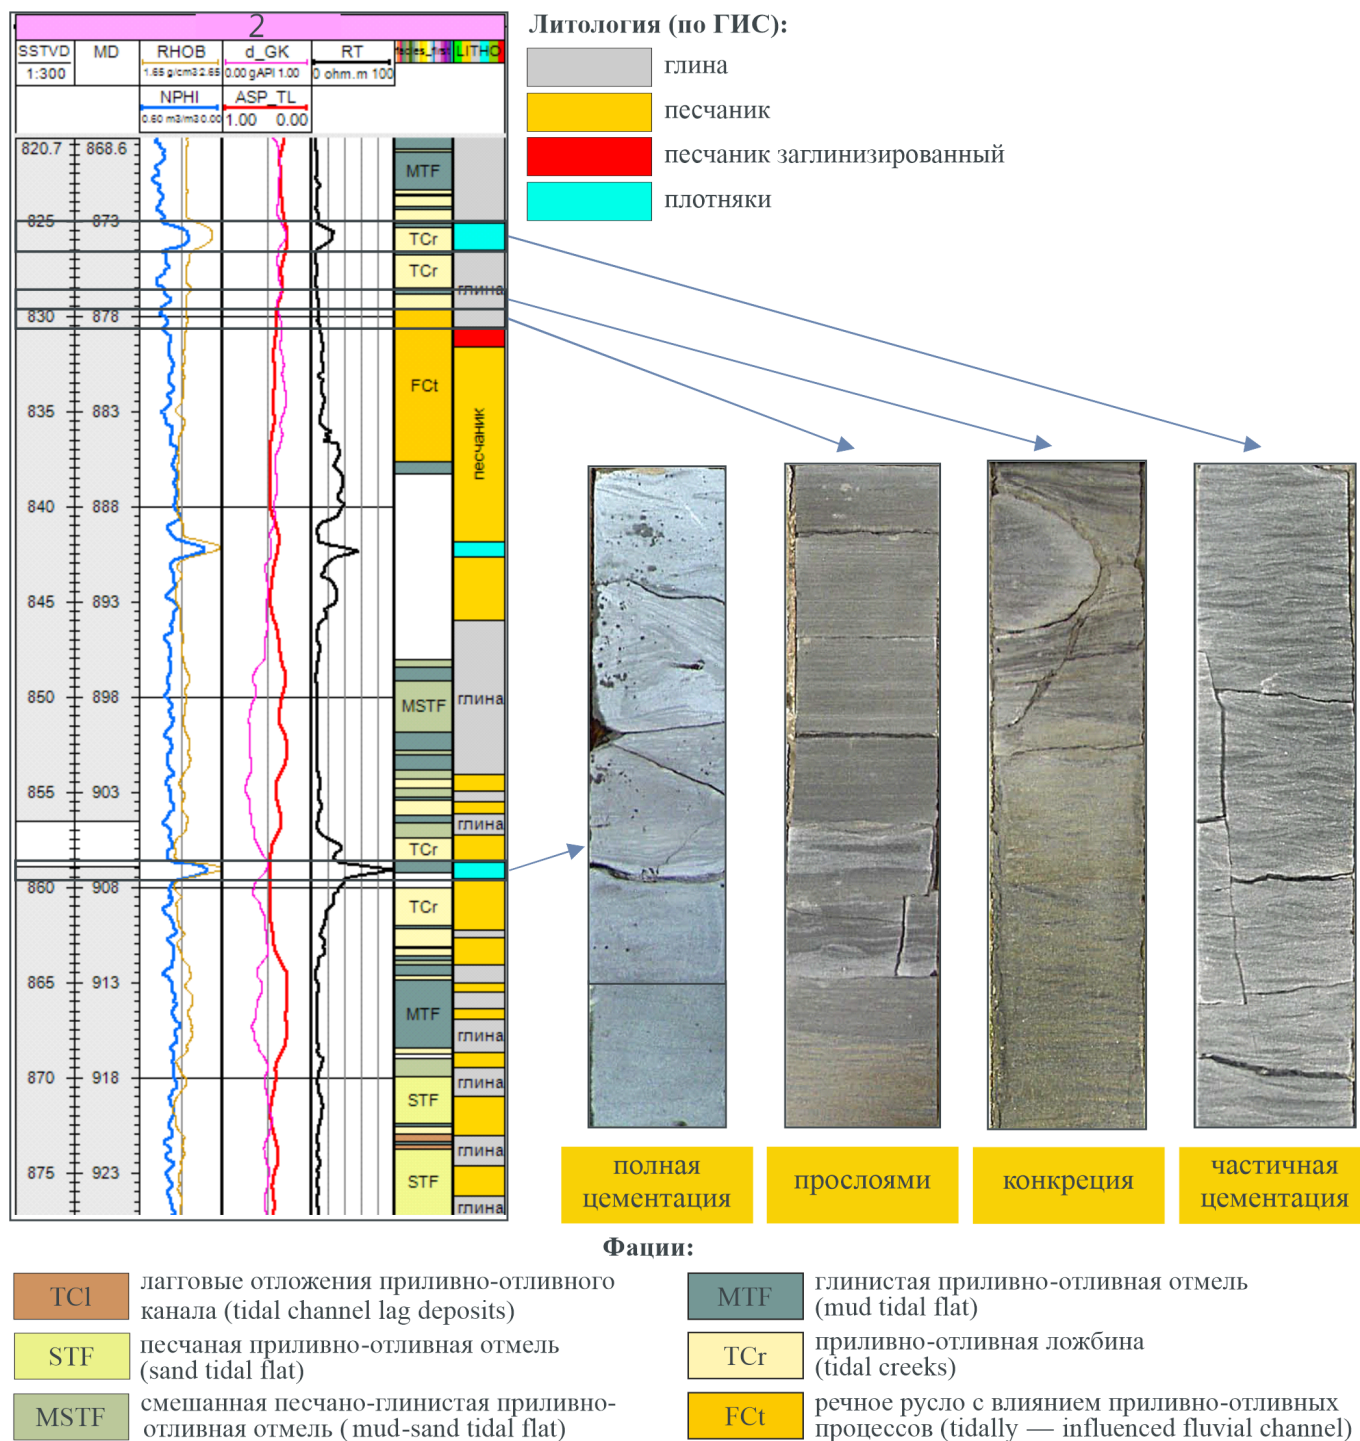 2
SSTVD
MD
RHOB
d_GK
RT
facies_first
LITHO
1:300
1.65 g/cm3 2.65
0.00 gAPI 1.00
0 ohm.m 100
NPHI
ASP_TL
0.60 m3/m3 0.00
1.00 0.00
820.7 868.6
825 873
830 878
835 883
840 888
845 893
850 898
855 903
860 908
865 913
870 918
875 923
MTF
TCr
TCr
FCt
MSTF
TCr
TCr
MTF
STF
STF
глина
песчаник
глина
глина
глина
глина
глина
глина
Литология (по ГИС):
глина
песчаник
песчаник заглинизированный
плотняки
полная
цементация
прослоями
конкреция
частичная
цементация
Фации:
TCl
лагговые отложения приливно-отливного
канала (tidal channel lag deposits)
STF
песчаная приливно-отливная отмель
(sand tidal flat)
MSTF
смешанная песчано-глинистая приливно-
отливная отмель (mud-sand tidal flat)
MTF
глинистая приливно-отливная отмель
(mud tidal flat)
TCr
приливно-отливная ложбина
(tidal creeks)
FCt
речное русло с влиянием приливно-отливных
процессов (tidally — influenced fluvial channel)